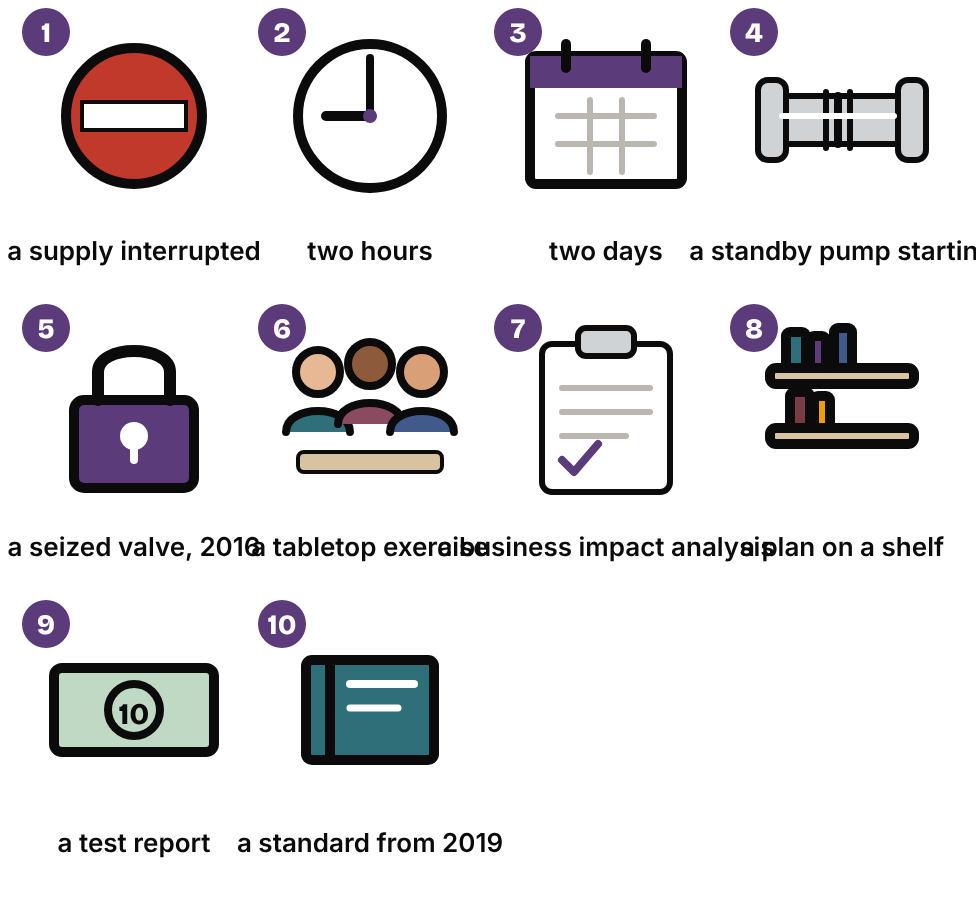 1
2
3
4
a supply interrupted
two hours
two days
a standby pump startin
5
6
7
8
a seized valve, 2016
a tabletop exercise
a business impact analysis
a plan on a shelf
9
10
10
a test report
a standard from 2019